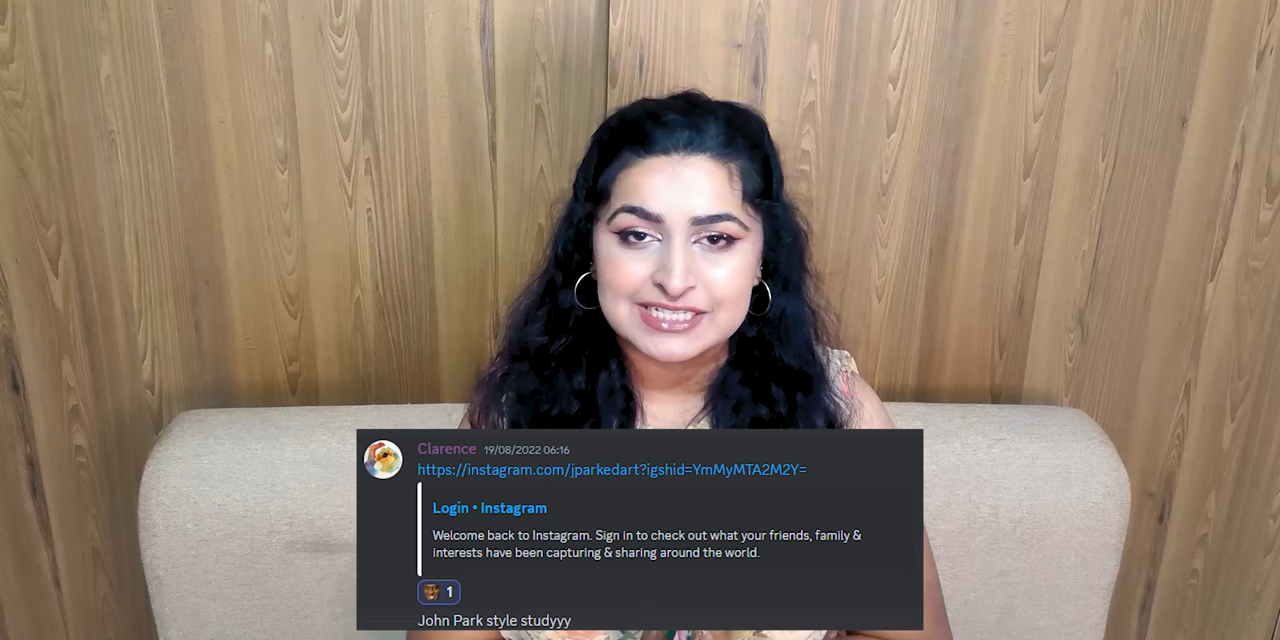 Clarence 19/08/2022 06:16
https://instagram.com/jparkedart?igshid=YmMyMTA2M2Y=
Login • Instagram
Welcome back to Instagram. Sign in to check out what your friends, family &
interests have been capturing & sharing around the world.
1
John Park style studyyy